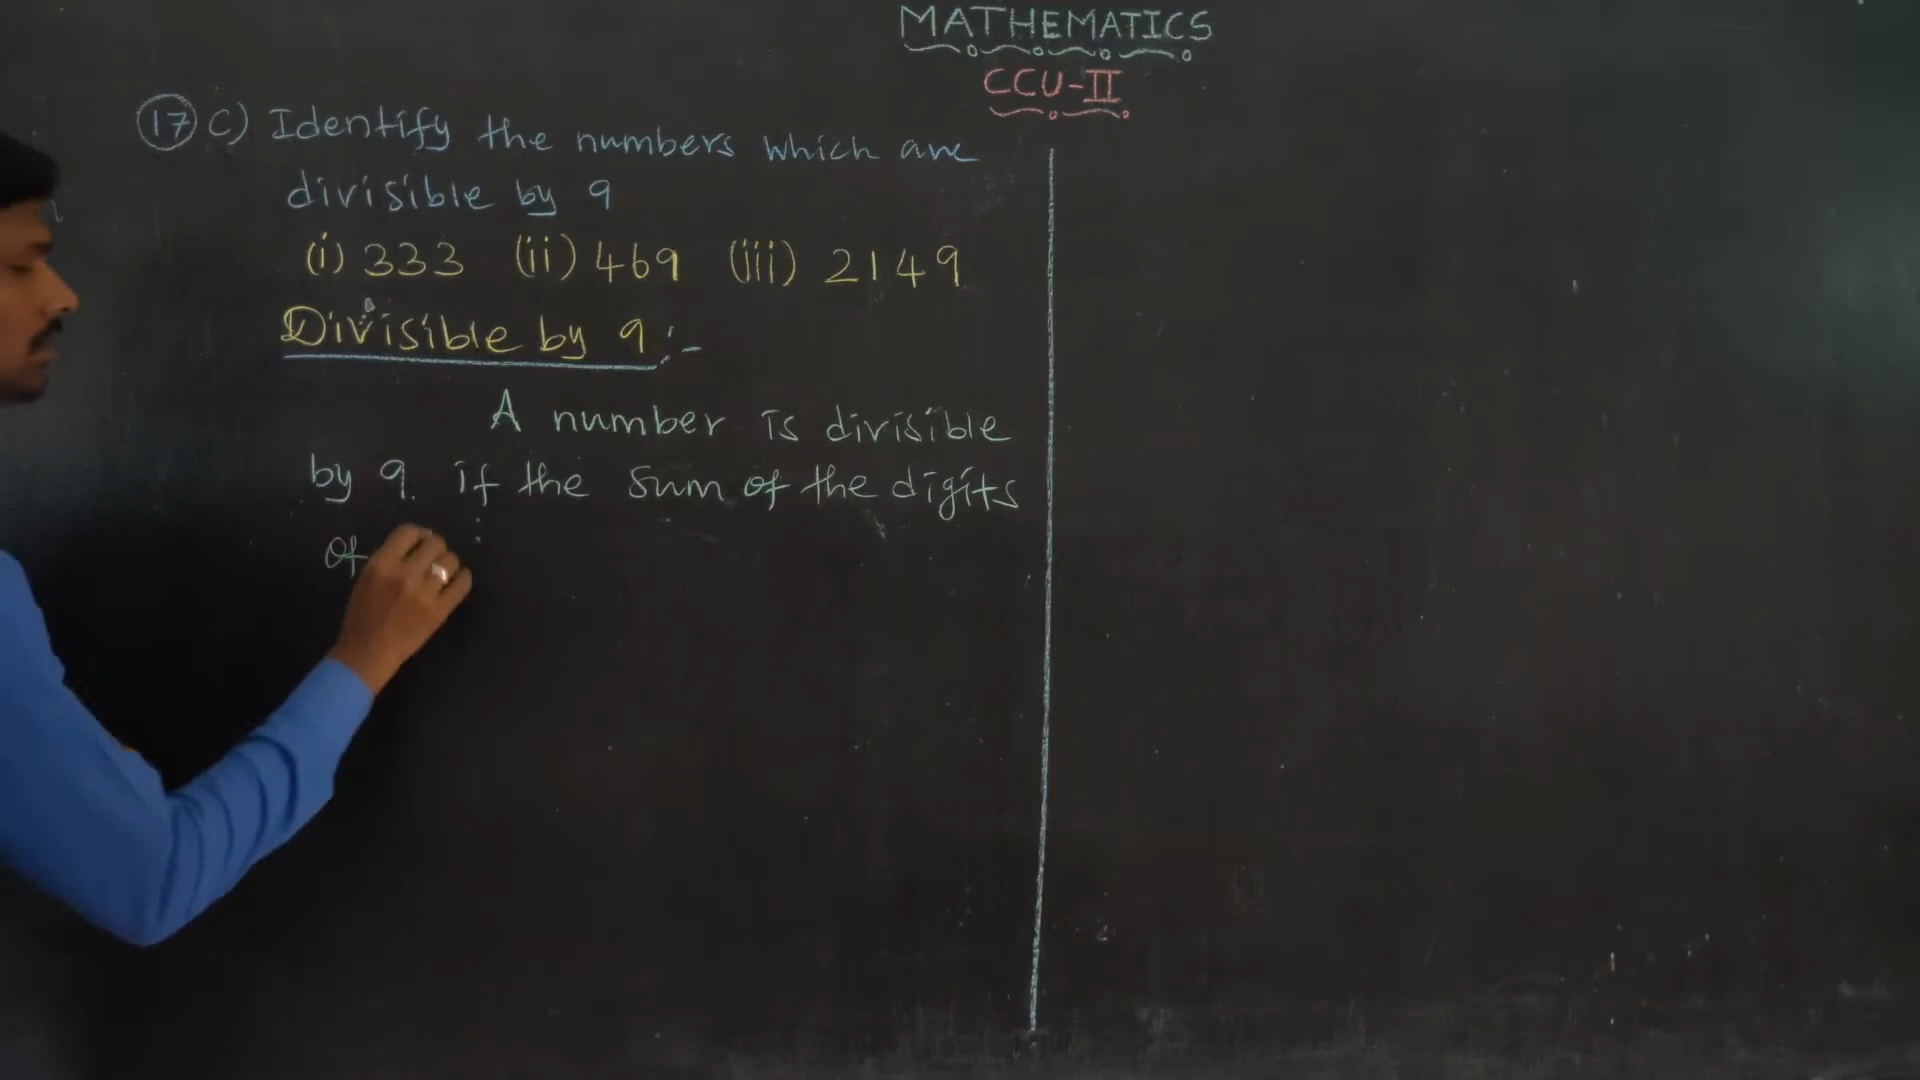 MATHEMATICS
CCU-II
17 C) Identify the numbers which are
divisible by 9
(i) 333 (ii) 469 (iii) 2149
Divisible by 9 :-
A number is divisible
by 9. if the sum of the digits
of